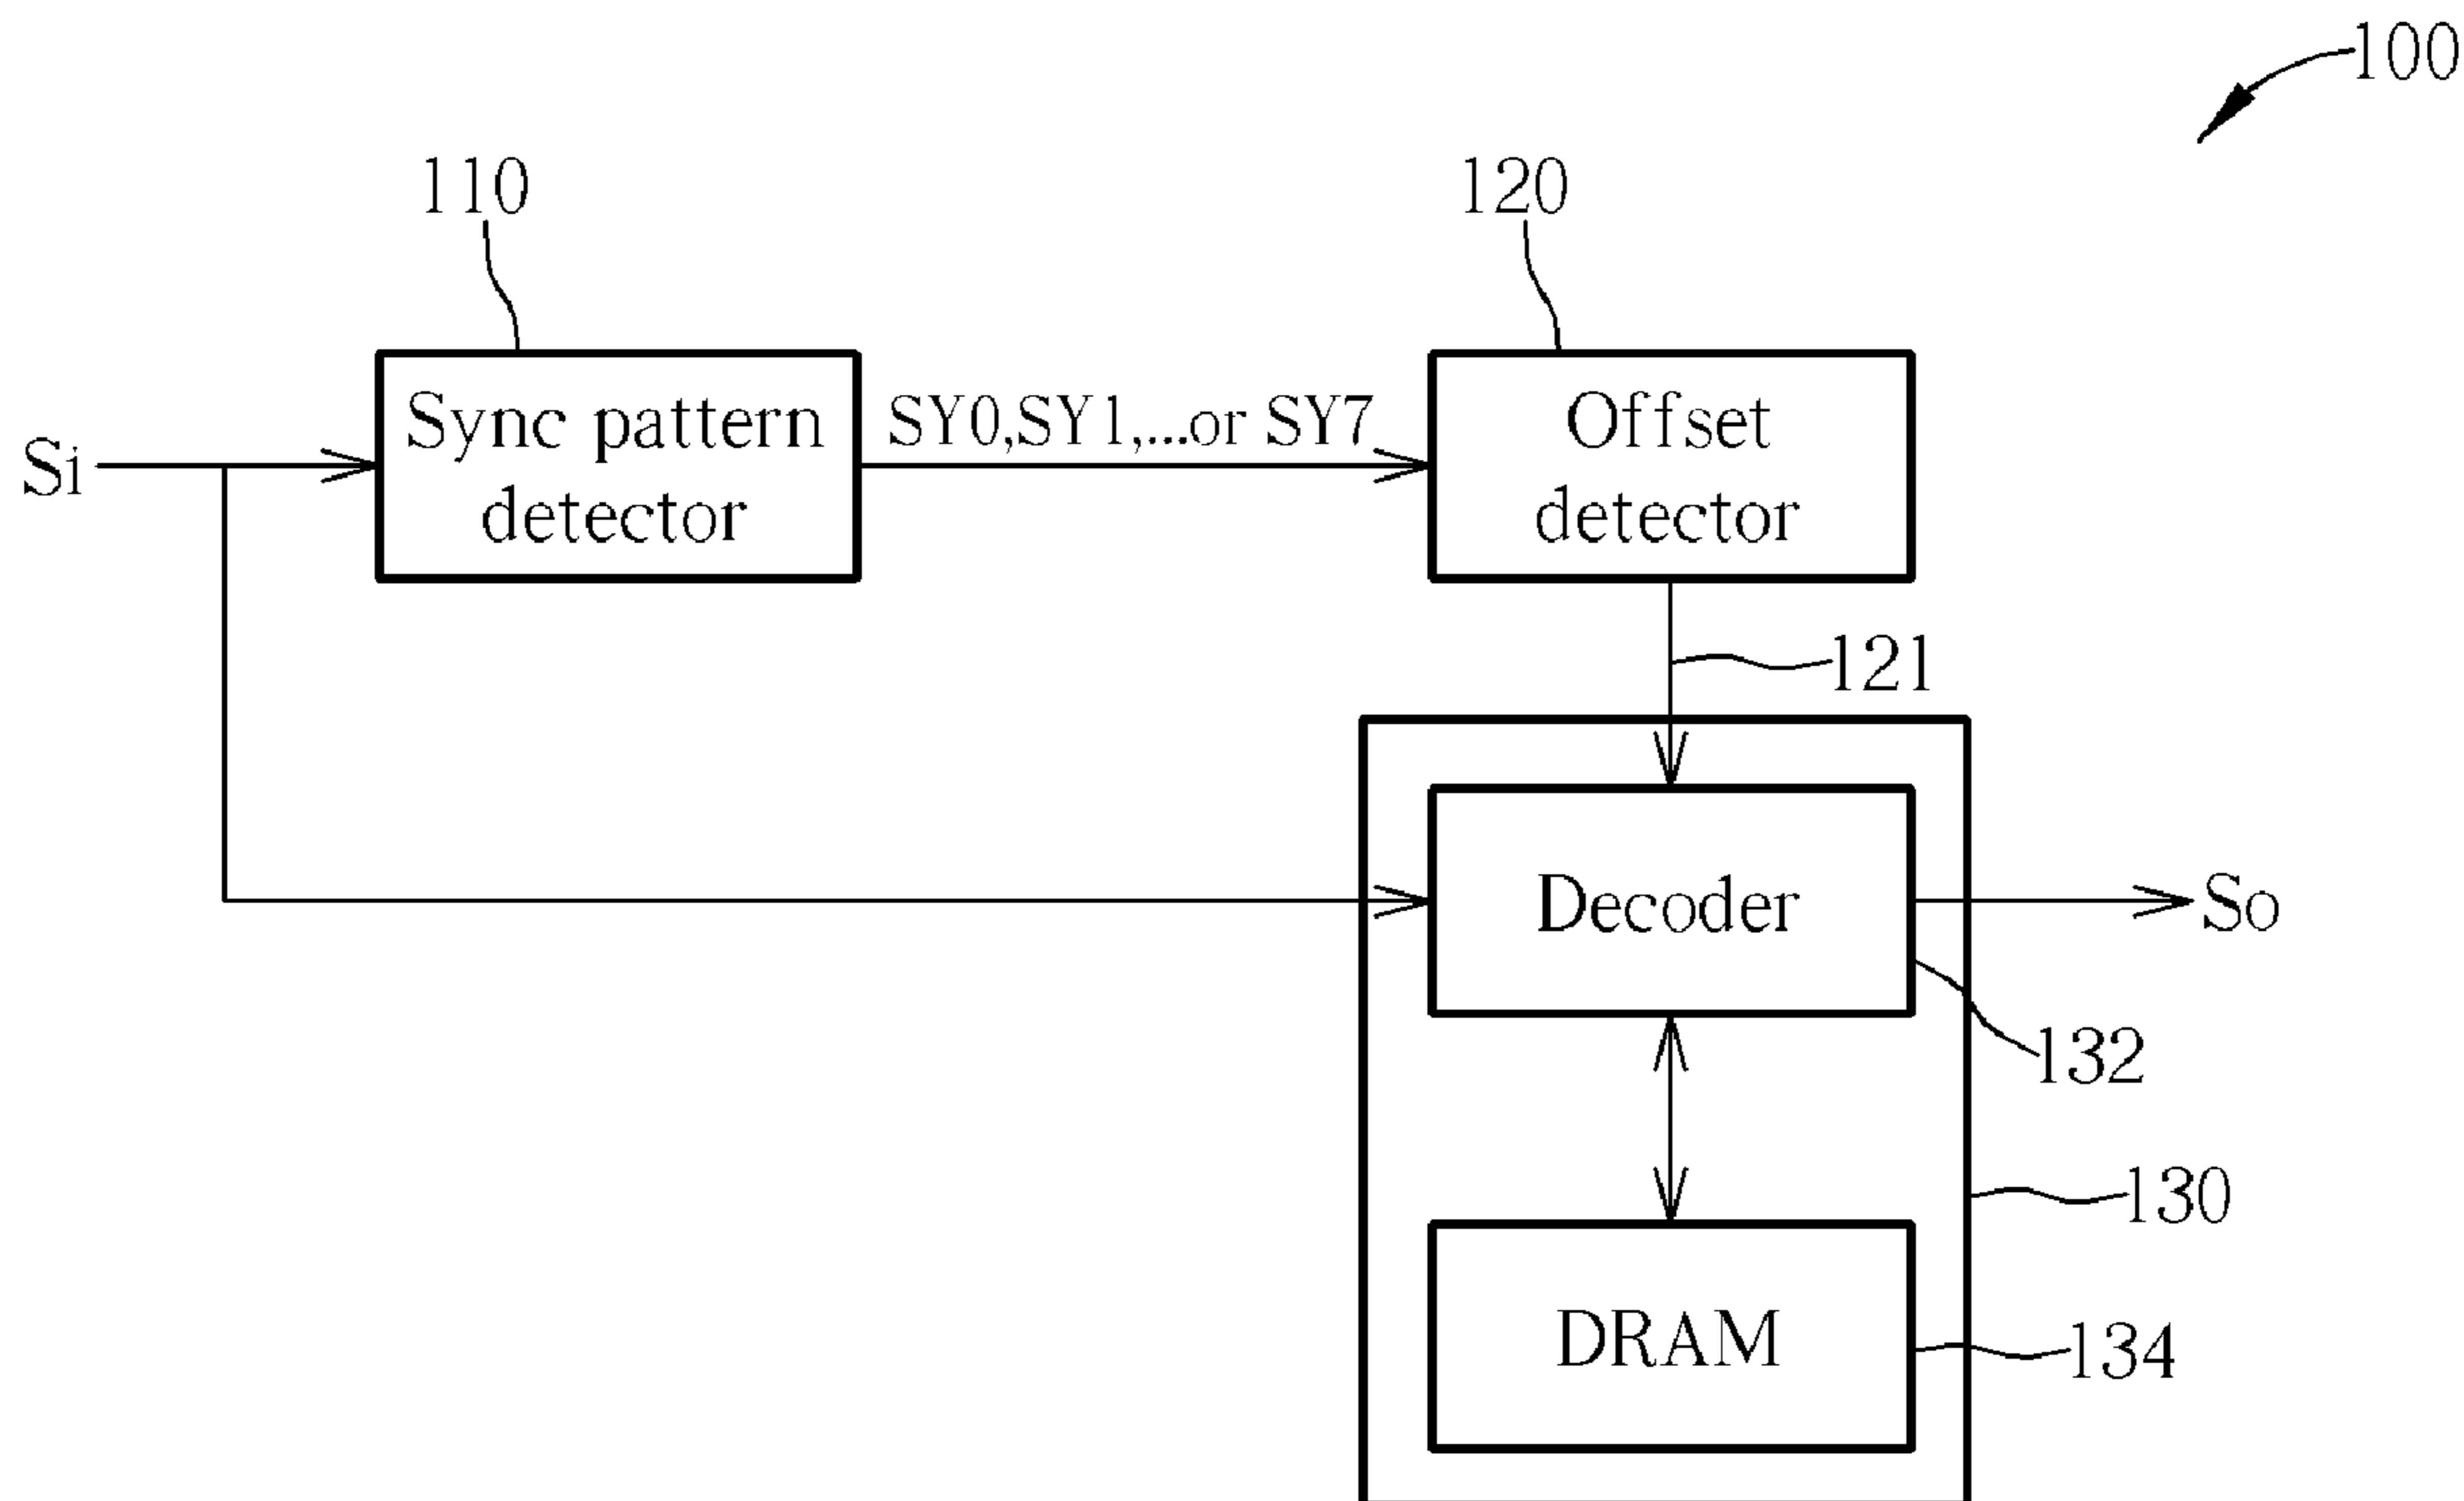 100
110
120
Sync pattern
detector
SY0,SY1,...or SY7
Offset
detector
Si
121
Decoder
So
132
130
DRAM
134